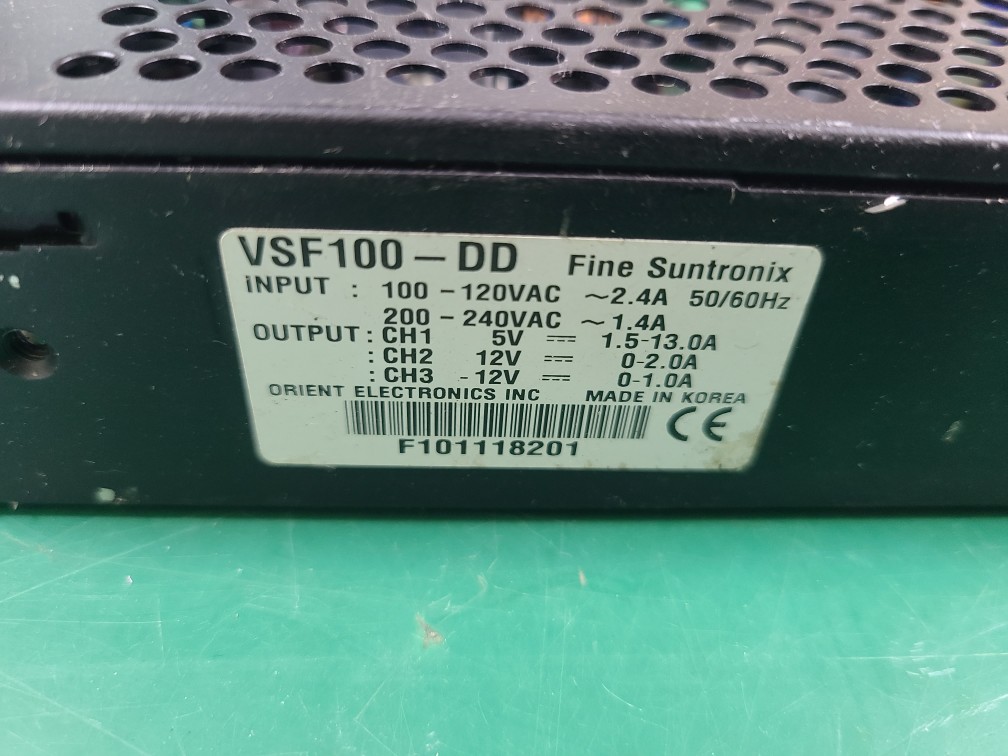 VSF100-DD Fine Suntronix
iNPUT : 100-120VAC ~2.4A 50/60Hz
200-240VAC ~1.4A
OUTPUT : CH1 5V ⎓ 1.5-13.0A
: CH2 12V ⎓ 0-2.0A
: CH3 -12V ⎓ 0-1.0A
ORIENT ELECTRONICS INC MADE IN KOREA
CE
F101118201